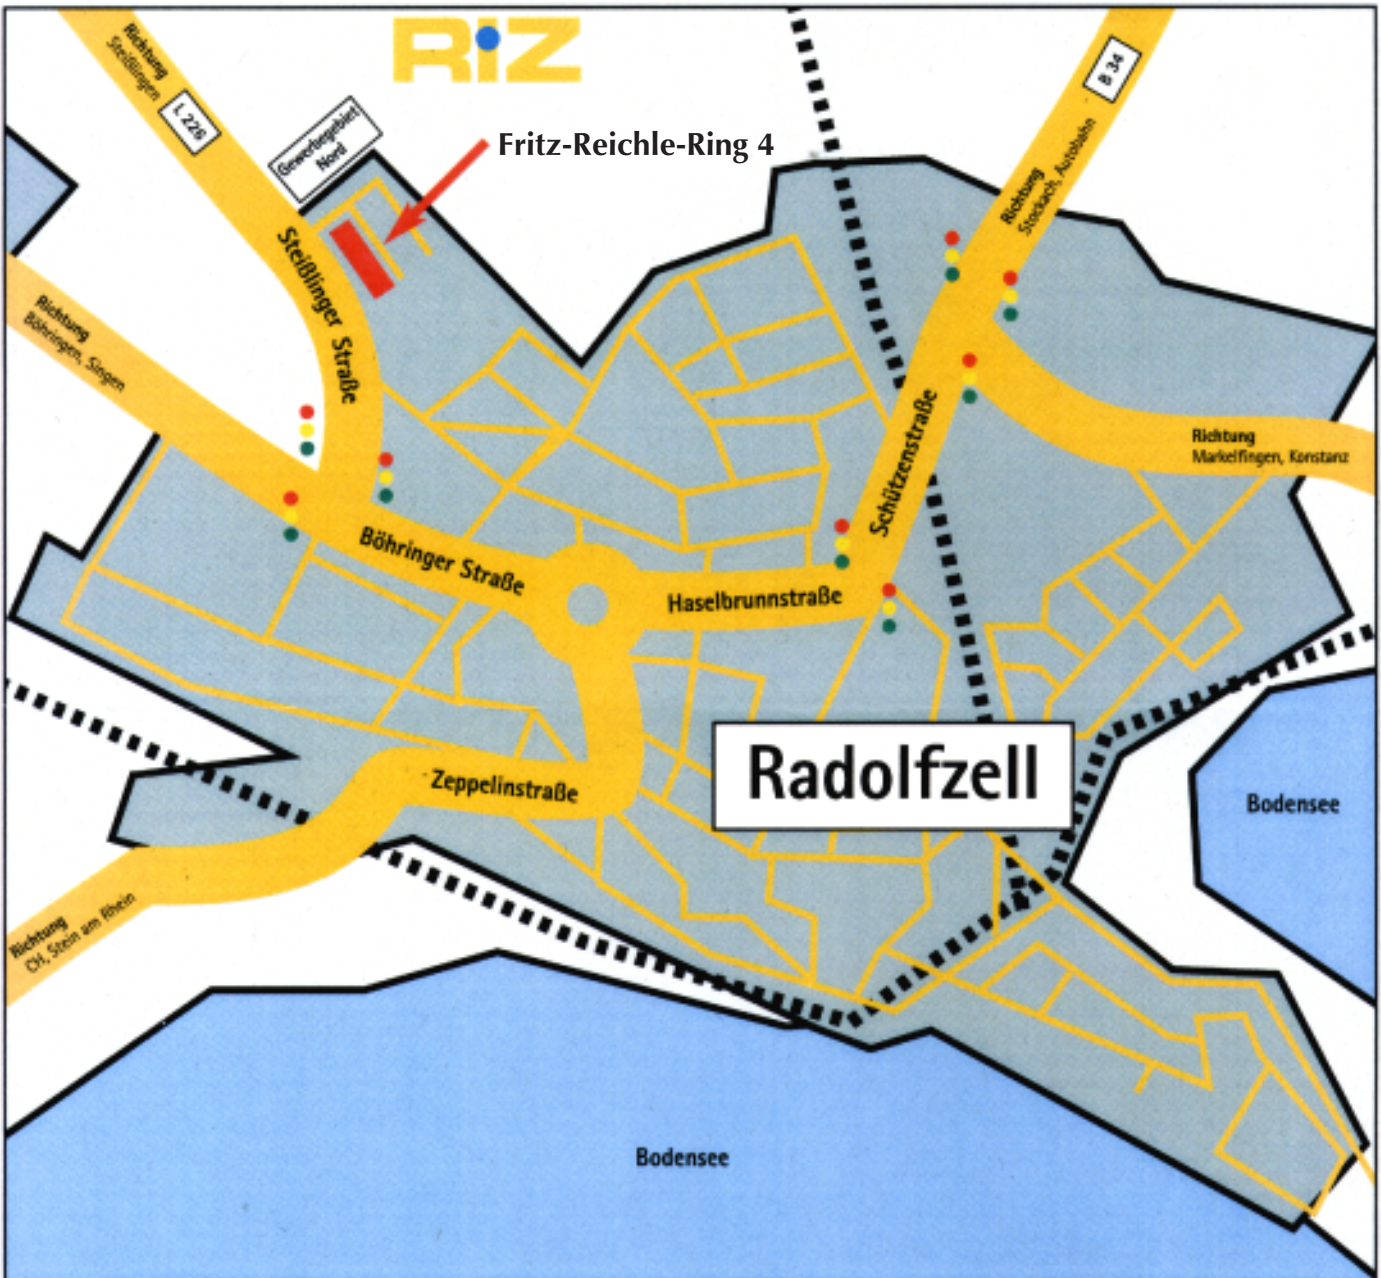 RiZ
Richtung
Steißlingen
L 226
B 34
Gewerbegebiet
Nord
Fritz-Reichle-Ring 4
Richtung
Stockach, Autobahn
Steißlinger Straße
Richtung
Böhringen, Singen
Schützenstraße
Richtung
Markelfingen, Konstanz
Böhringer Straße
Haselbrunnstraße
Radolfzell
Zeppelinstraße
Bodensee
Richtung
CH, Stein am Rhein
Bodensee